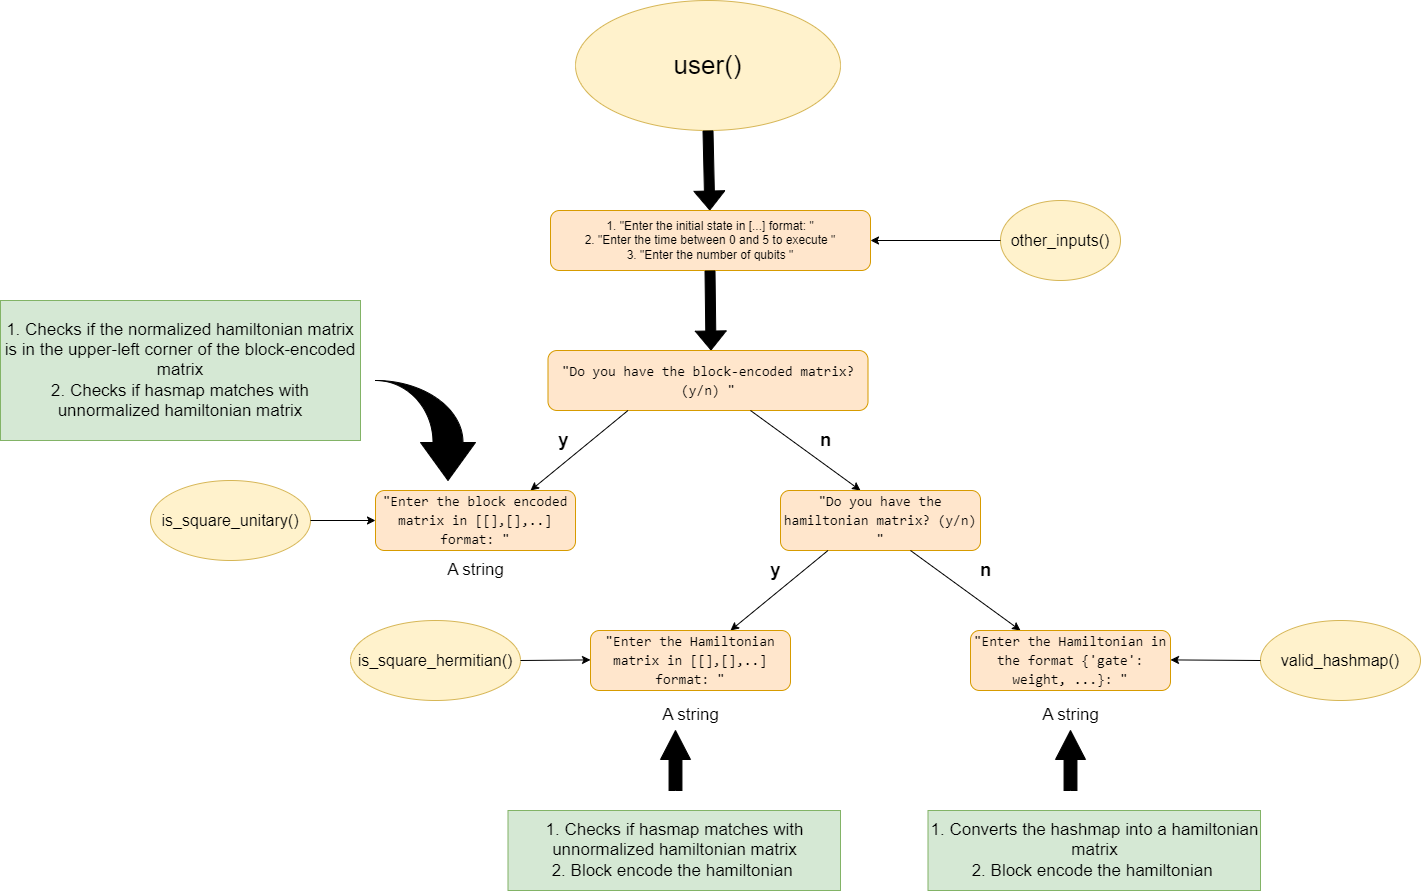 user()
1. "Enter the initial state in [...] format: "
2. "Enter the time between 0 and 5 to execute "
3. "Enter the number of qubits "
other_inputs()
1. Checks if the normalized hamiltonian matrix
is in the upper-left corner of the block-encoded
matrix
2. Checks if hasmap matches with
unnormalized hamiltonian matrix
"Do you have the block-encoded matrix?
(y/n) "
y
n
is_square_unitary()
"Enter the block encoded
matrix in [[],[],..]
format: "
A string
"Do you have the
hamiltonian matrix? (y/n)
"
y
n
is_square_hermitian()
"Enter the Hamiltonian
matrix in [[],[],..]
format: "
A string
"Enter the Hamiltonian in
the format {'gate':
weight, ...}: "
A string
valid_hashmap()
1. Checks if hasmap matches with
unnormalized hamiltonian matrix
2. Block encode the hamiltonian
1. Converts the hashmap into a hamiltonian
matrix
2. Block encode the hamiltonian